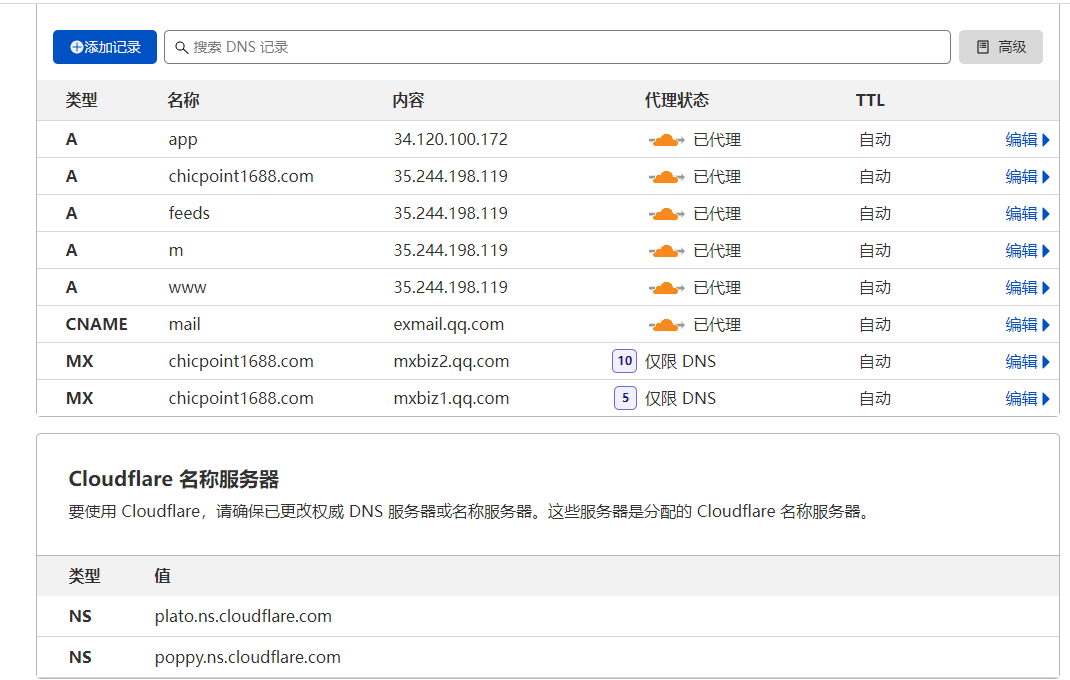 添加记录 搜索 DNS 记录 高级
类型 名称 内容 代理状态 TTL
A app 34.120.100.172 已代理 自动 编辑
A chicpoint1688.com 35.244.198.119 已代理 自动 编辑
A feeds 35.244.198.119 已代理 自动 编辑
A m 35.244.198.119 已代理 自动 编辑
A www 35.244.198.119 已代理 自动 编辑
CNAME mail exmail.qq.com 已代理 自动 编辑
MX chicpoint1688.com mxbiz2.qq.com 10 仅限 DNS 自动 编辑
MX chicpoint1688.com mxbiz1.qq.com 5 仅限 DNS 自动 编辑
Cloudflare 名称服务器
要使用 Cloudflare，请确保已更改权威 DNS 服务器或名称服务器。这些服务器是分配的 Cloudflare 名称服务器。
类型 值
NS plato.ns.cloudflare.com
NS poppy.ns.cloudflare.com